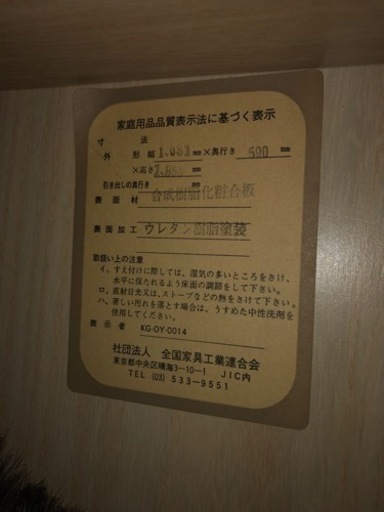 家庭用品品質表示法に基づく表示
寸法
外形幅 mm×奥行き 590 mm
×高さ mm
引き出しの奥行き mm
表面材 合成樹脂化粧合板
表面加工 ウレタン樹脂塗装
取扱い上の注意
イ、すえ付けに際しては、湿気の多いところをさけ、
水平に保たれるよう床面の調節をして下さい。
ロ、直射日光又は、ストーブなどの熱をさけて下さい。
ハ、著しい汚れを落とす場合は、うすめた中性洗剤を
使用してください。
表示者 KG-OY-0014
社団法人 全国家具工業連合会
東京都中央区晴海3-10-1 JIC内
TEL (03) 533-9551